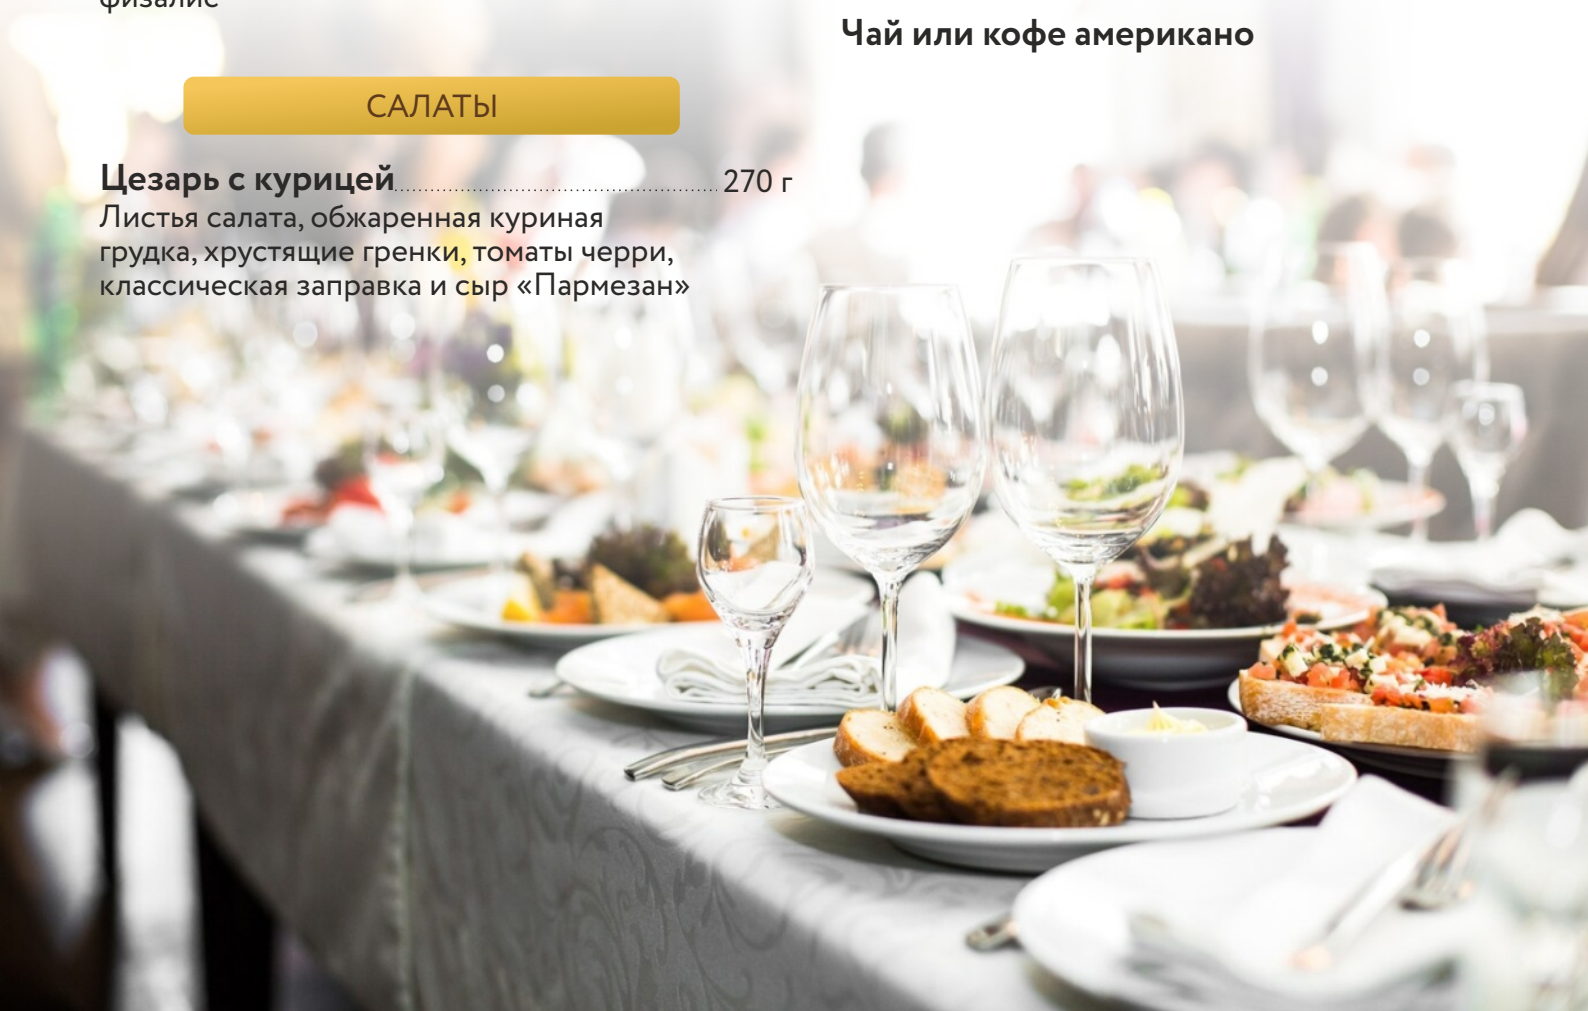 физалис
Чай или кофе американо
САЛАТЫ
Цезарь с курицей 270 г
Листья салата, обжаренная куриная
грудка, хрустящие гренки, томаты черри,
классическая заправка и сыр «Пармезан»